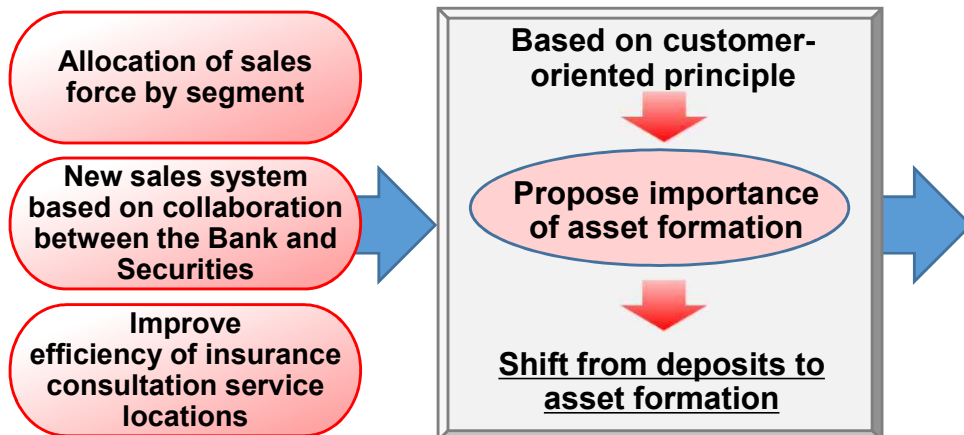 Allocation of sales
force by segment
New sales system
based on collaboration
between the Bank and
Securities
Improve
efficiency of insurance
consultation service
locations
Based on customer-
oriented principle
Propose importance
of asset formation
Shift from deposits to
asset formation